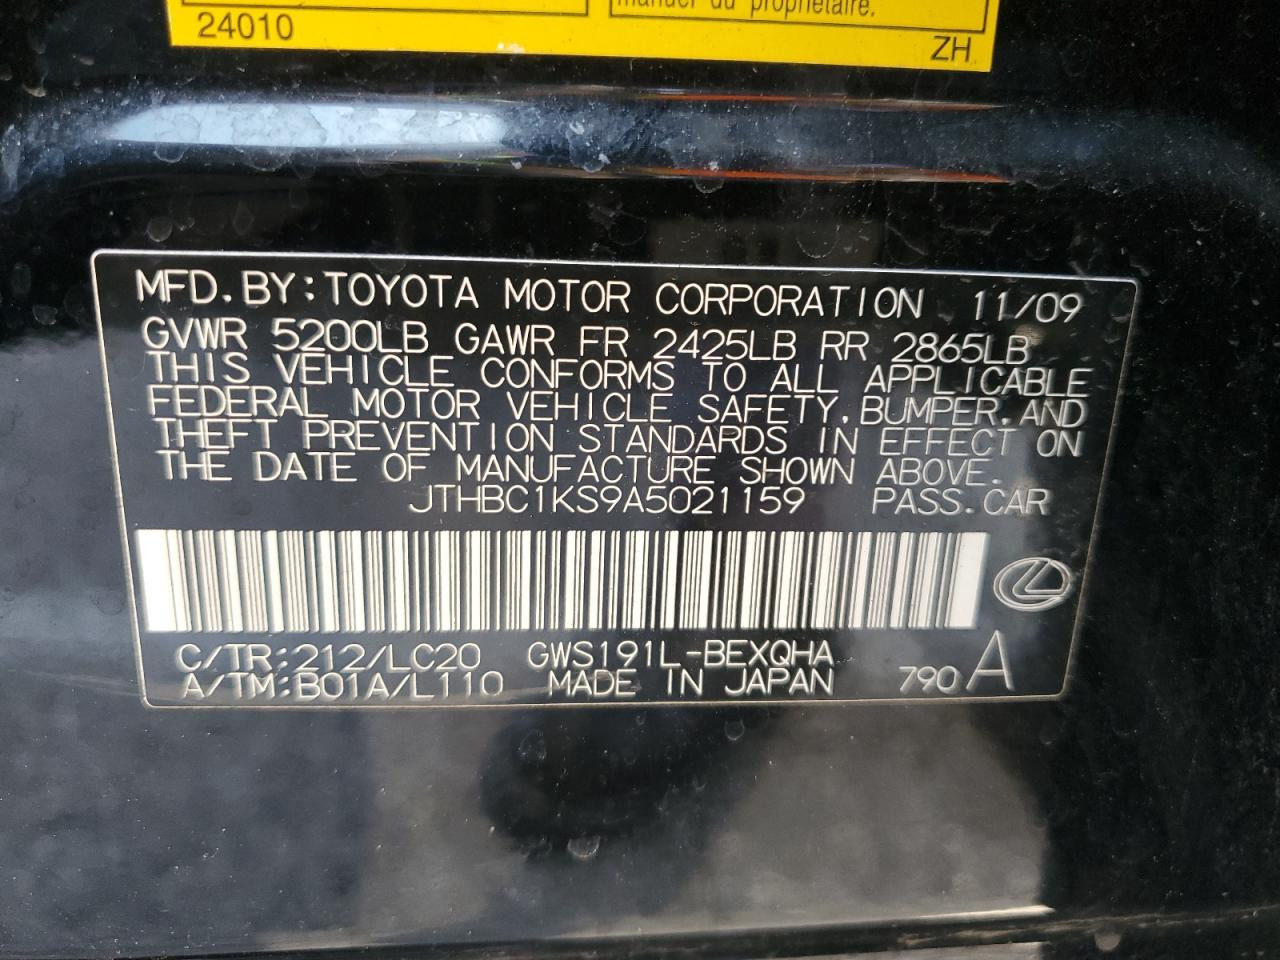 manuel du propriétaire.
24010
ZH
MFD.BY:TOYOTA MOTOR CORPORATION 11/09
GVWR 5200LB GAWR FR 2425LB RR 2865LB
THIS VEHICLE CONFORMS TO ALL APPLICABLE
FEDERAL MOTOR VEHICLE SAFETY,BUMPER,AND
THEFT PREVENTION STANDARDS IN EFFECT ON
THE DATE OF MANUFACTURE SHOWN ABOVE.
JTHBC1KS9A5021159 PASS.CAR
C/TR:212/LC20 GWS191L-BEXQHA
A/TM:B01A/L110 MADE IN JAPAN 790 A